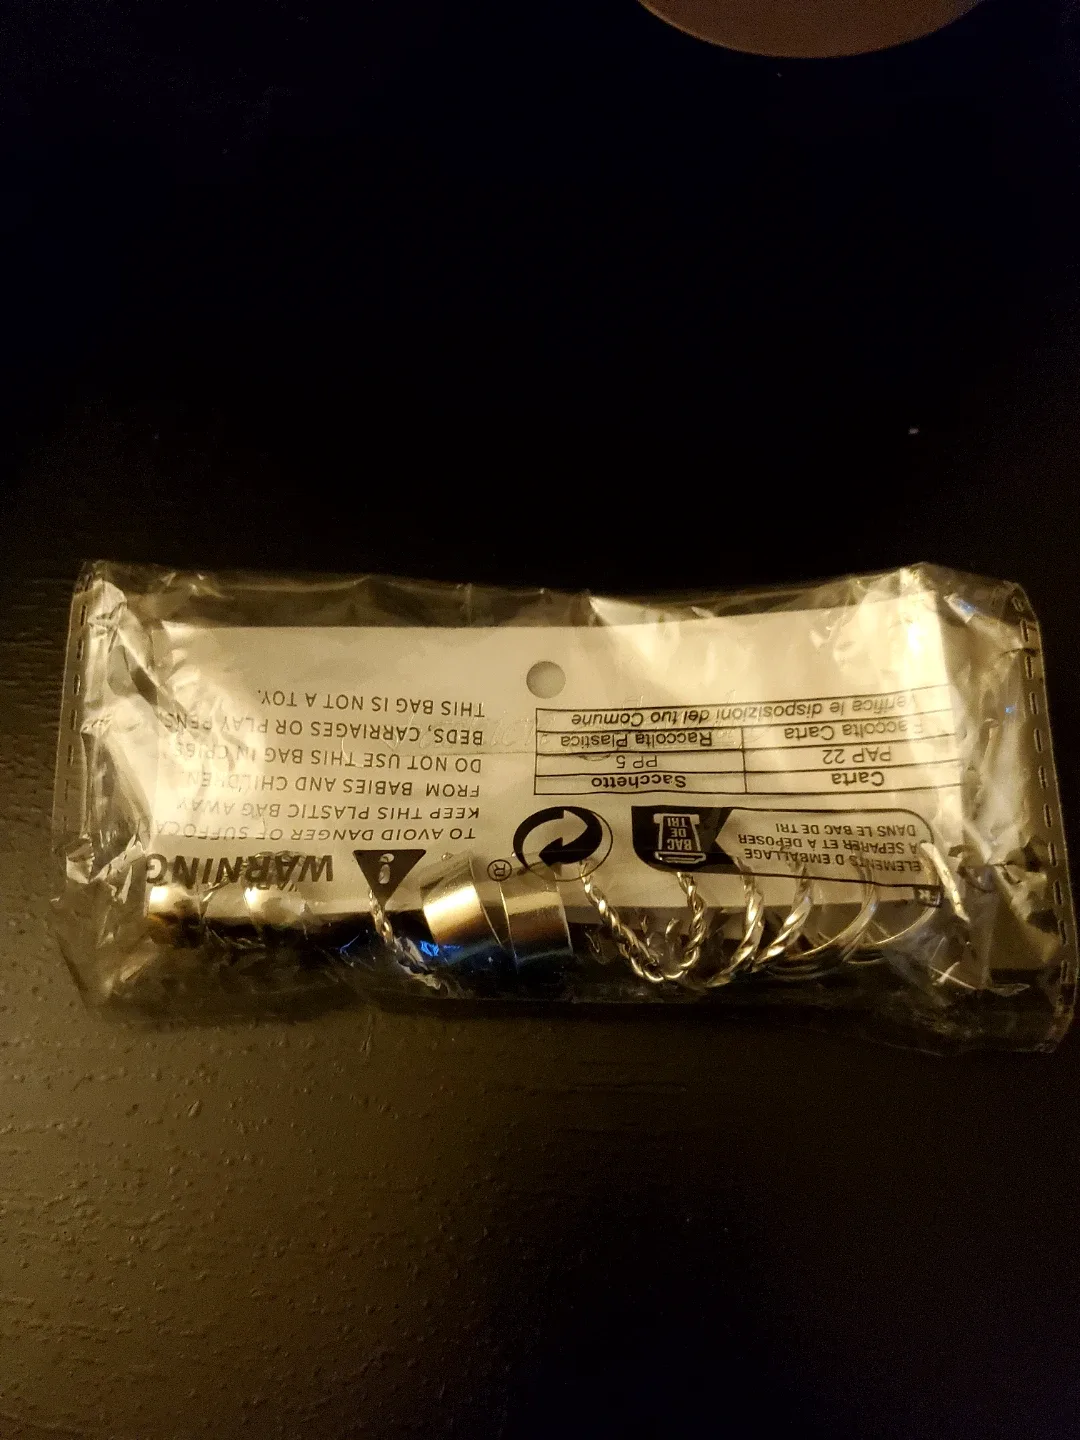 WARNING
TO AVOID DANGER OF SUFFOCA
KEEP THIS PLASTIC BAG AWAY
FROM BABIES AND CHILDREN.
DO NOT USE THIS BAG IN CRIBS,
BEDS, CARRIAGES OR PLAY PENS.
THIS BAG IS NOT A TOY.
®
ÉLÉMENTS D'EMBALLAGE
À SÉPARER ET À DÉPOSER
DANS LE BAC DE TRI
BAC
DE
TRI
Carta Sacchetto
PAP 22 PP 5
Raccolta Carta Raccolta Plastica
Verifica le disposizioni del tuo Comune